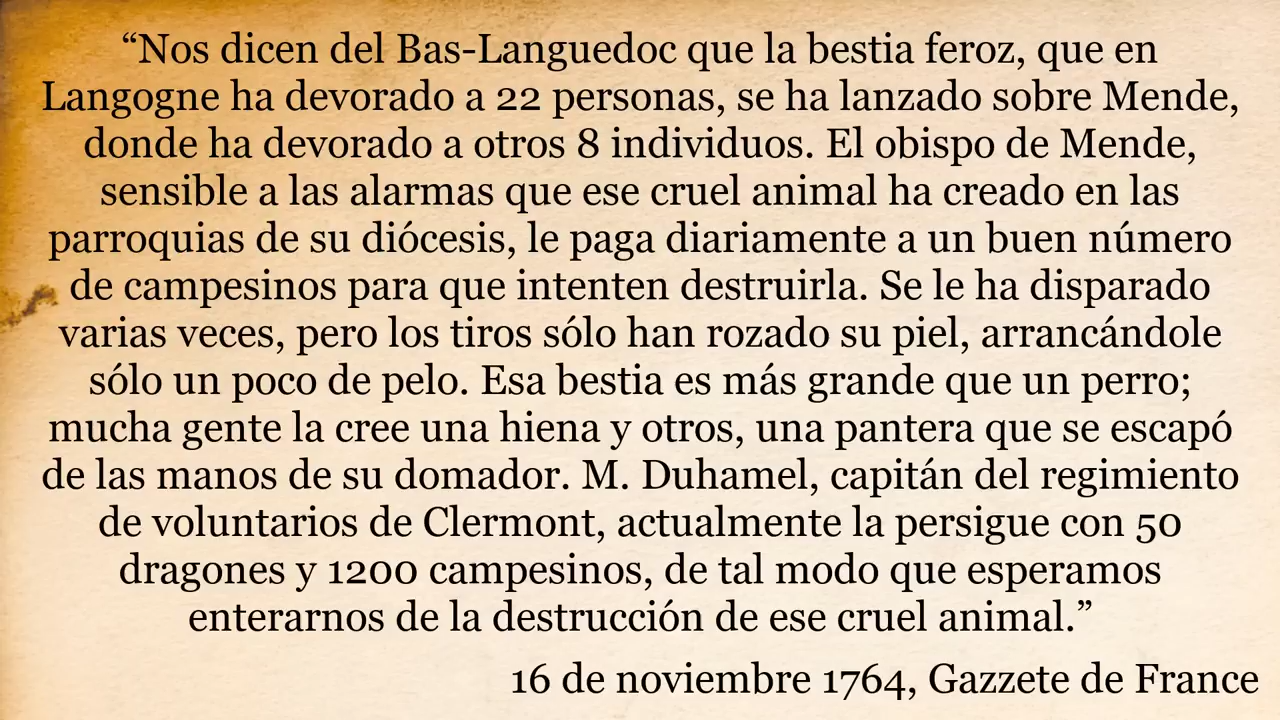 “Nos dicen del Bas-Languedoc que la bestia feroz, que en
Langogne ha devorado a 22 personas, se ha lanzado sobre Mende,
donde ha devorado a otros 8 individuos. El obispo de Mende,
sensible a las alarmas que ese cruel animal ha creado en las
parroquias de su diócesis, le paga diariamente a un buen número
de campesinos para que intenten destruirla. Se le ha disparado
varias veces, pero los tiros sólo han rozado su piel, arrancándole
sólo un poco de pelo. Esa bestia es más grande que un perro;
mucha gente la cree una hiena y otros, una pantera que se escapó
de las manos de su domador. M. Duhamel, capitán del regimiento
de voluntarios de Clermont, actualmente la persigue con 50
dragones y 1200 campesinos, de tal modo que esperamos
enterarnos de la destrucción de ese cruel animal.”
16 de noviembre 1764, Gazzete de France